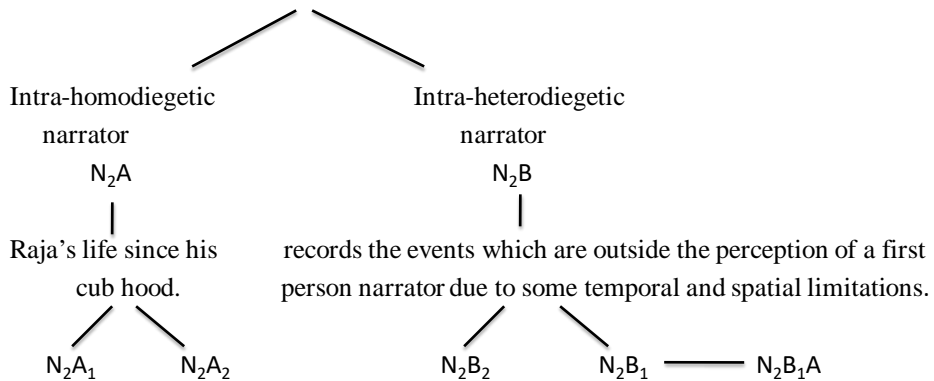 Intra-homodiegetic Intra-heterodiegetic
narrator narrator
N₂A N₂B
Raja’s life since his records the events which are outside the perception of a first
cub hood. person narrator due to some temporal and spatial limitations.
N₂A₁ N₂A₂ N₂B₂ N₂B₁ N₂B₁A